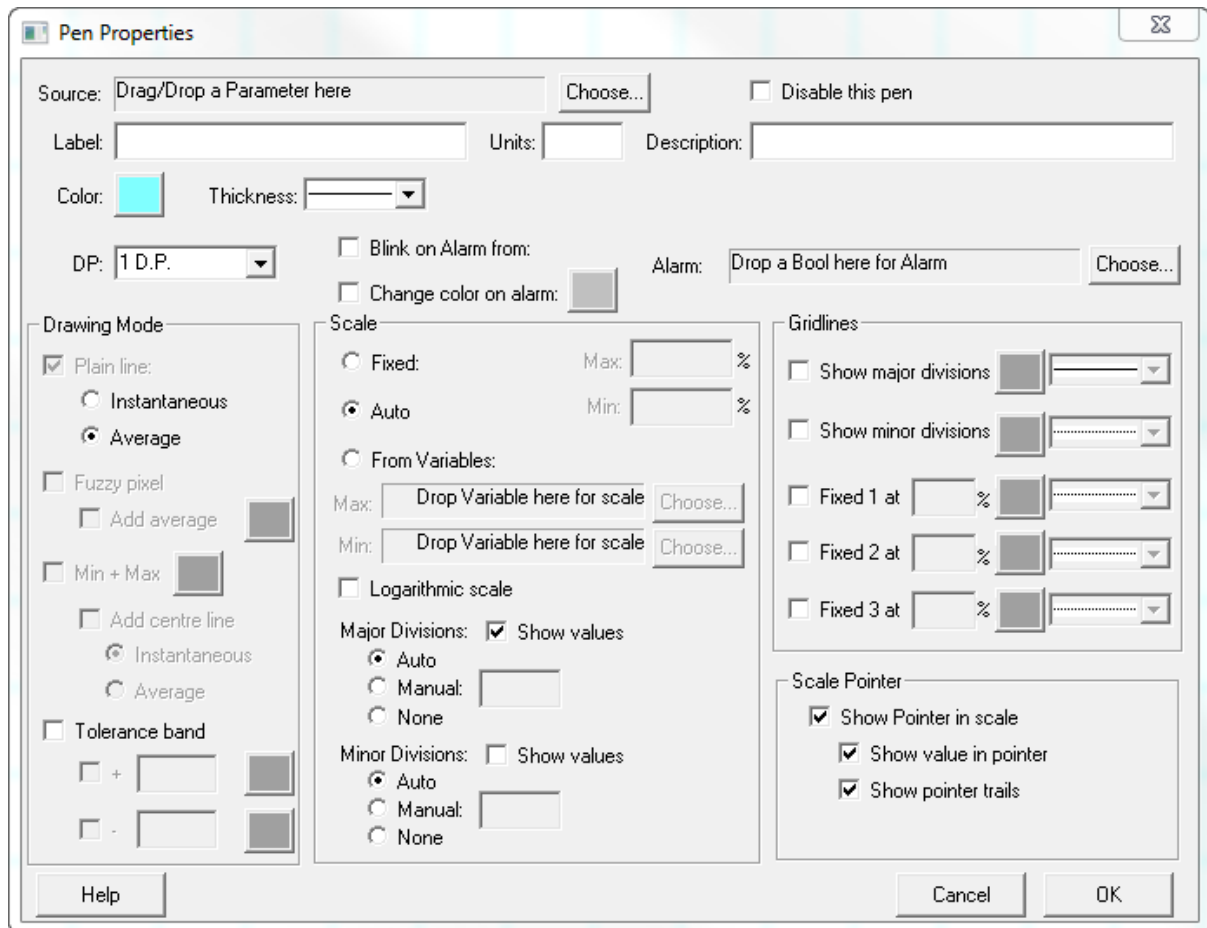 Pen Properties
Source: Drag/Drop a Parameter here Choose... Disable this pen
Label: Units: Description:
Color: Thickness:
DP: 1 D.P. Blink on Alarm from: Alarm: Drop a Bool here for Alarm Choose...
Change color on alarm:
Drawing Mode
Plain line:
Instantaneous
Average
Fuzzy pixel
Add average
Min + Max
Add centre line
Instantaneous
Average
Tolerance band
+
-
Scale
Fixed: Max: %
Auto Min: %
From Variables:
Max: Drop Variable here for scale Choose...
Min: Drop Variable here for scale Choose...
Logarithmic scale
Major Divisions: Show values
Auto
Manual:
None
Minor Divisions: Show values
Auto
Manual:
None
Gridlines
Show major divisions
Show minor divisions
Fixed 1 at %
Fixed 2 at %
Fixed 3 at %
Scale Pointer
Show Pointer in scale
Show value in pointer
Show pointer trails
Help Cancel OK